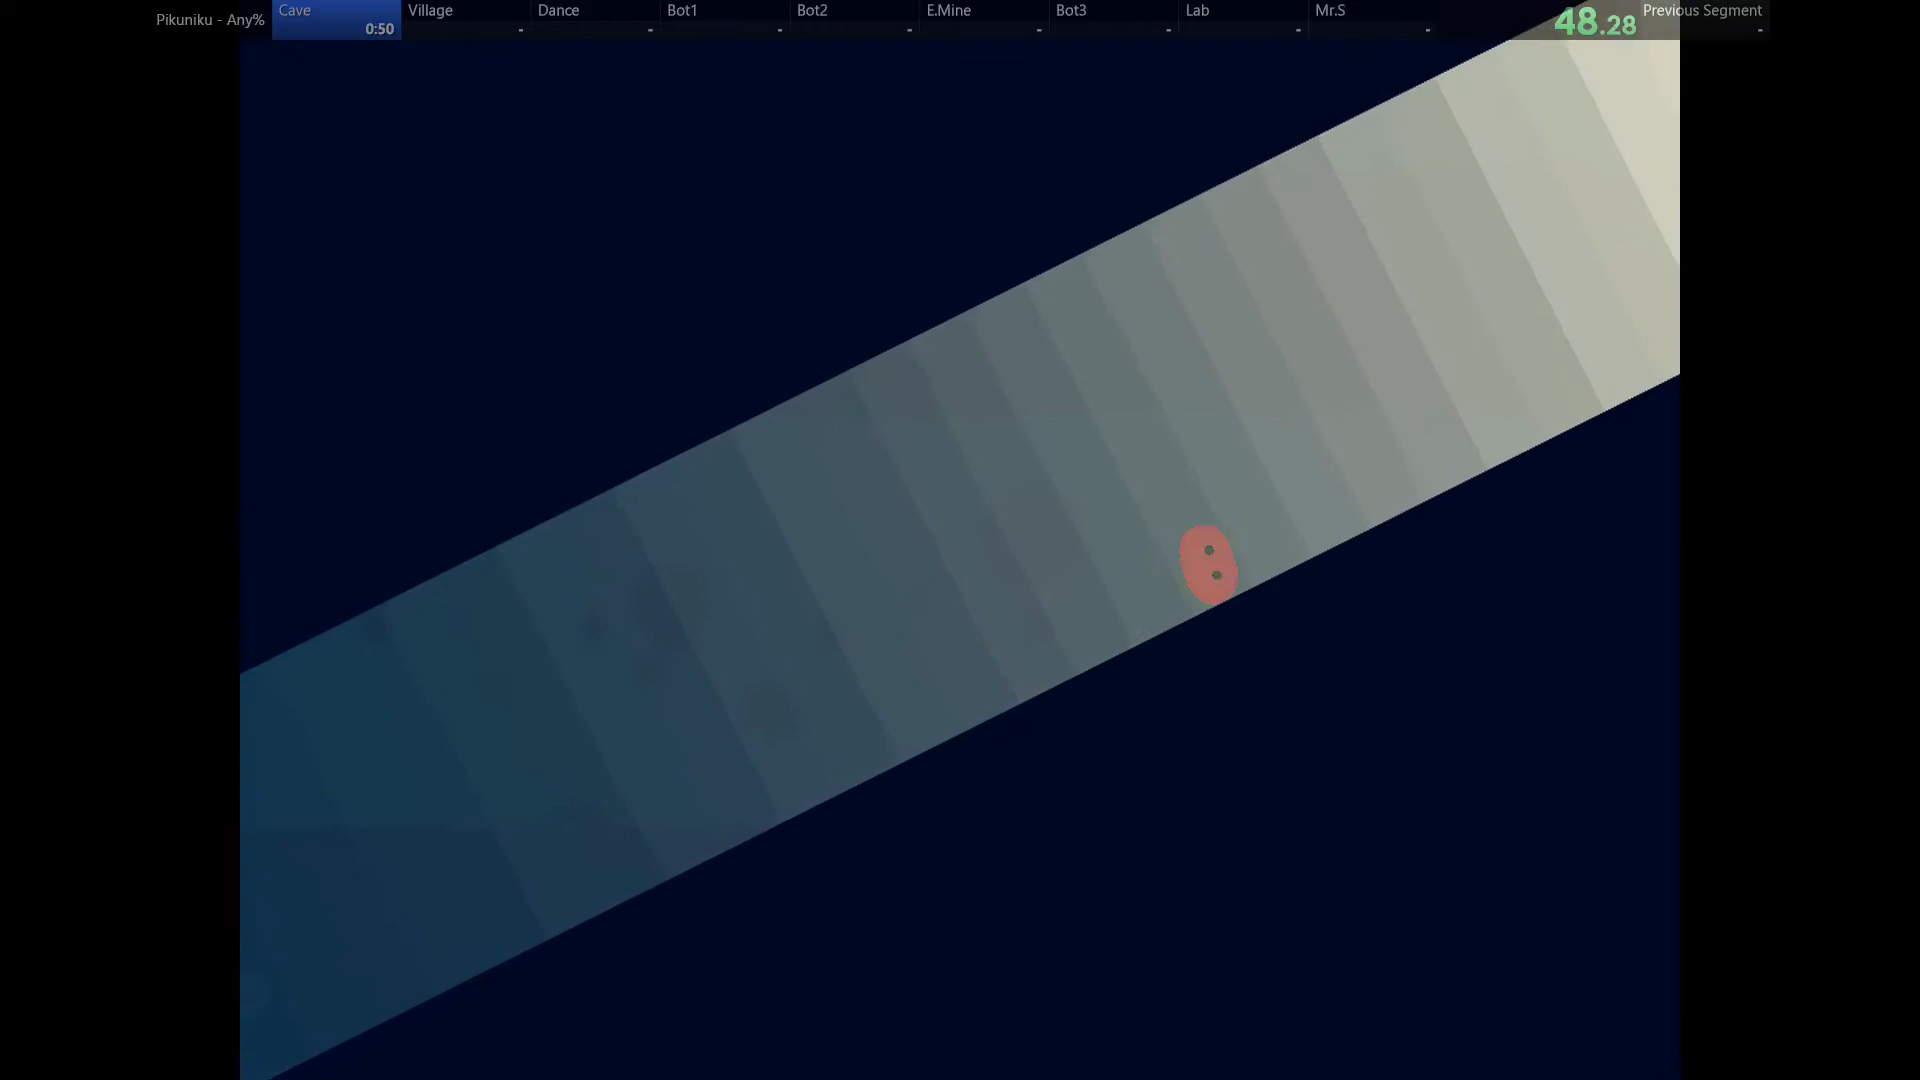 Pikuniku - Any%
Cave
0:50
Village
-
Dance
-
Bot1
-
Bot2
-
E.Mine
-
Bot3
-
Lab
-
Mr.S
-
48.28
Previous Segment
-